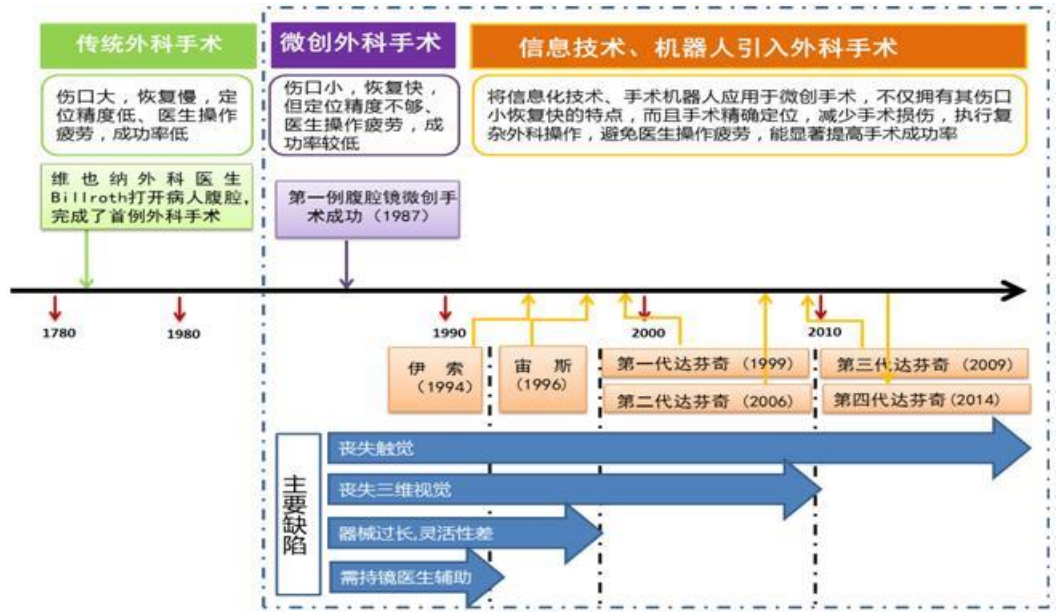 传统外科手术
微创外科手术
信息技术、机器人引入外科手术
伤口大，恢复慢，定
位精度低、医生操作
疲劳，成功率低
伤口小，恢复快，
但定位精度不够、
医生操作疲劳，成
功率较低
将信息化技术、手术机器人应用于微创手术，不仅拥有其伤口
小恢复快的特点，而且手术精确定位，减少手术损伤，执行复
杂外科操作，避免医生操作疲劳，能显著提高手术成功率
维也纳外科医生
Billroth打开病人腹腔，
完成了首例外科手术
第一例腹腔镜微创手
术成功（1987）
1780
1980
1990
2000
2010
伊 索
(1994)
宙 斯
(1996)
第一代达芬奇（1999）
第二代达芬奇（2006）
第三代达芬奇（2009）
第四代达芬奇(2014)
主要缺陷
丧失触觉
丧失三维视觉
器械过长,灵活性差
需持镜医生辅助